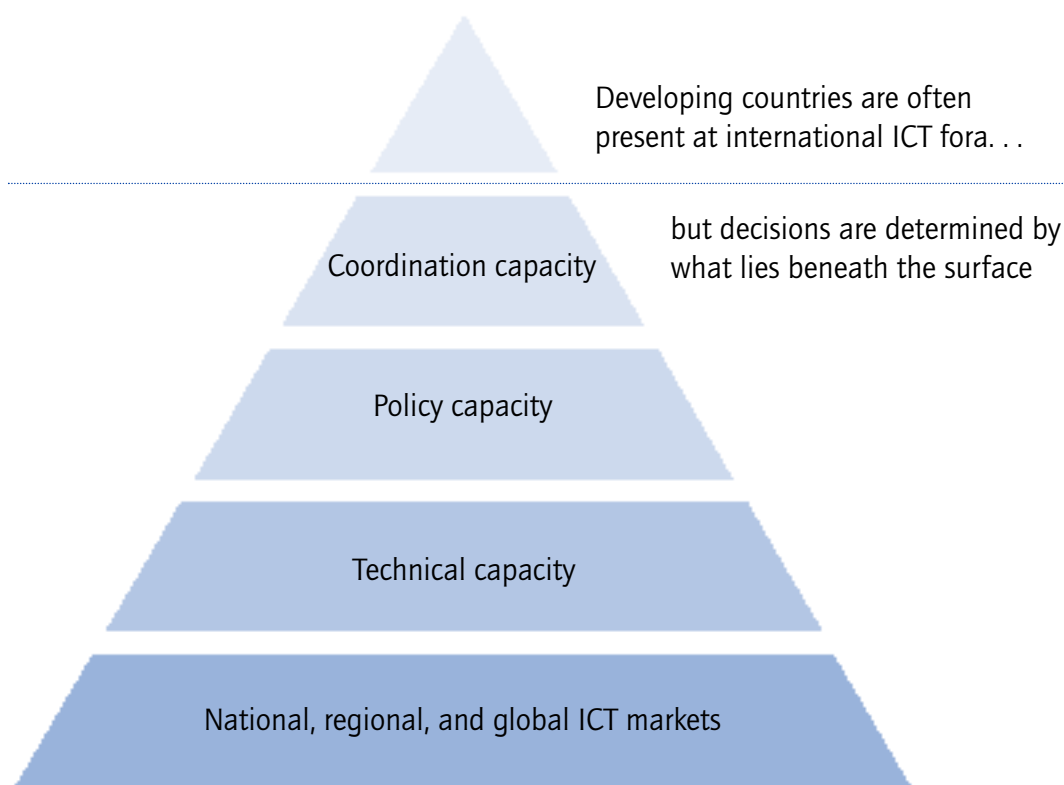 Developing countries are often
present at international ICT fora. . .
but decisions are determined by
what lies beneath the surface
Coordination capacity
Policy capacity
Technical capacity
National, regional, and global ICT markets